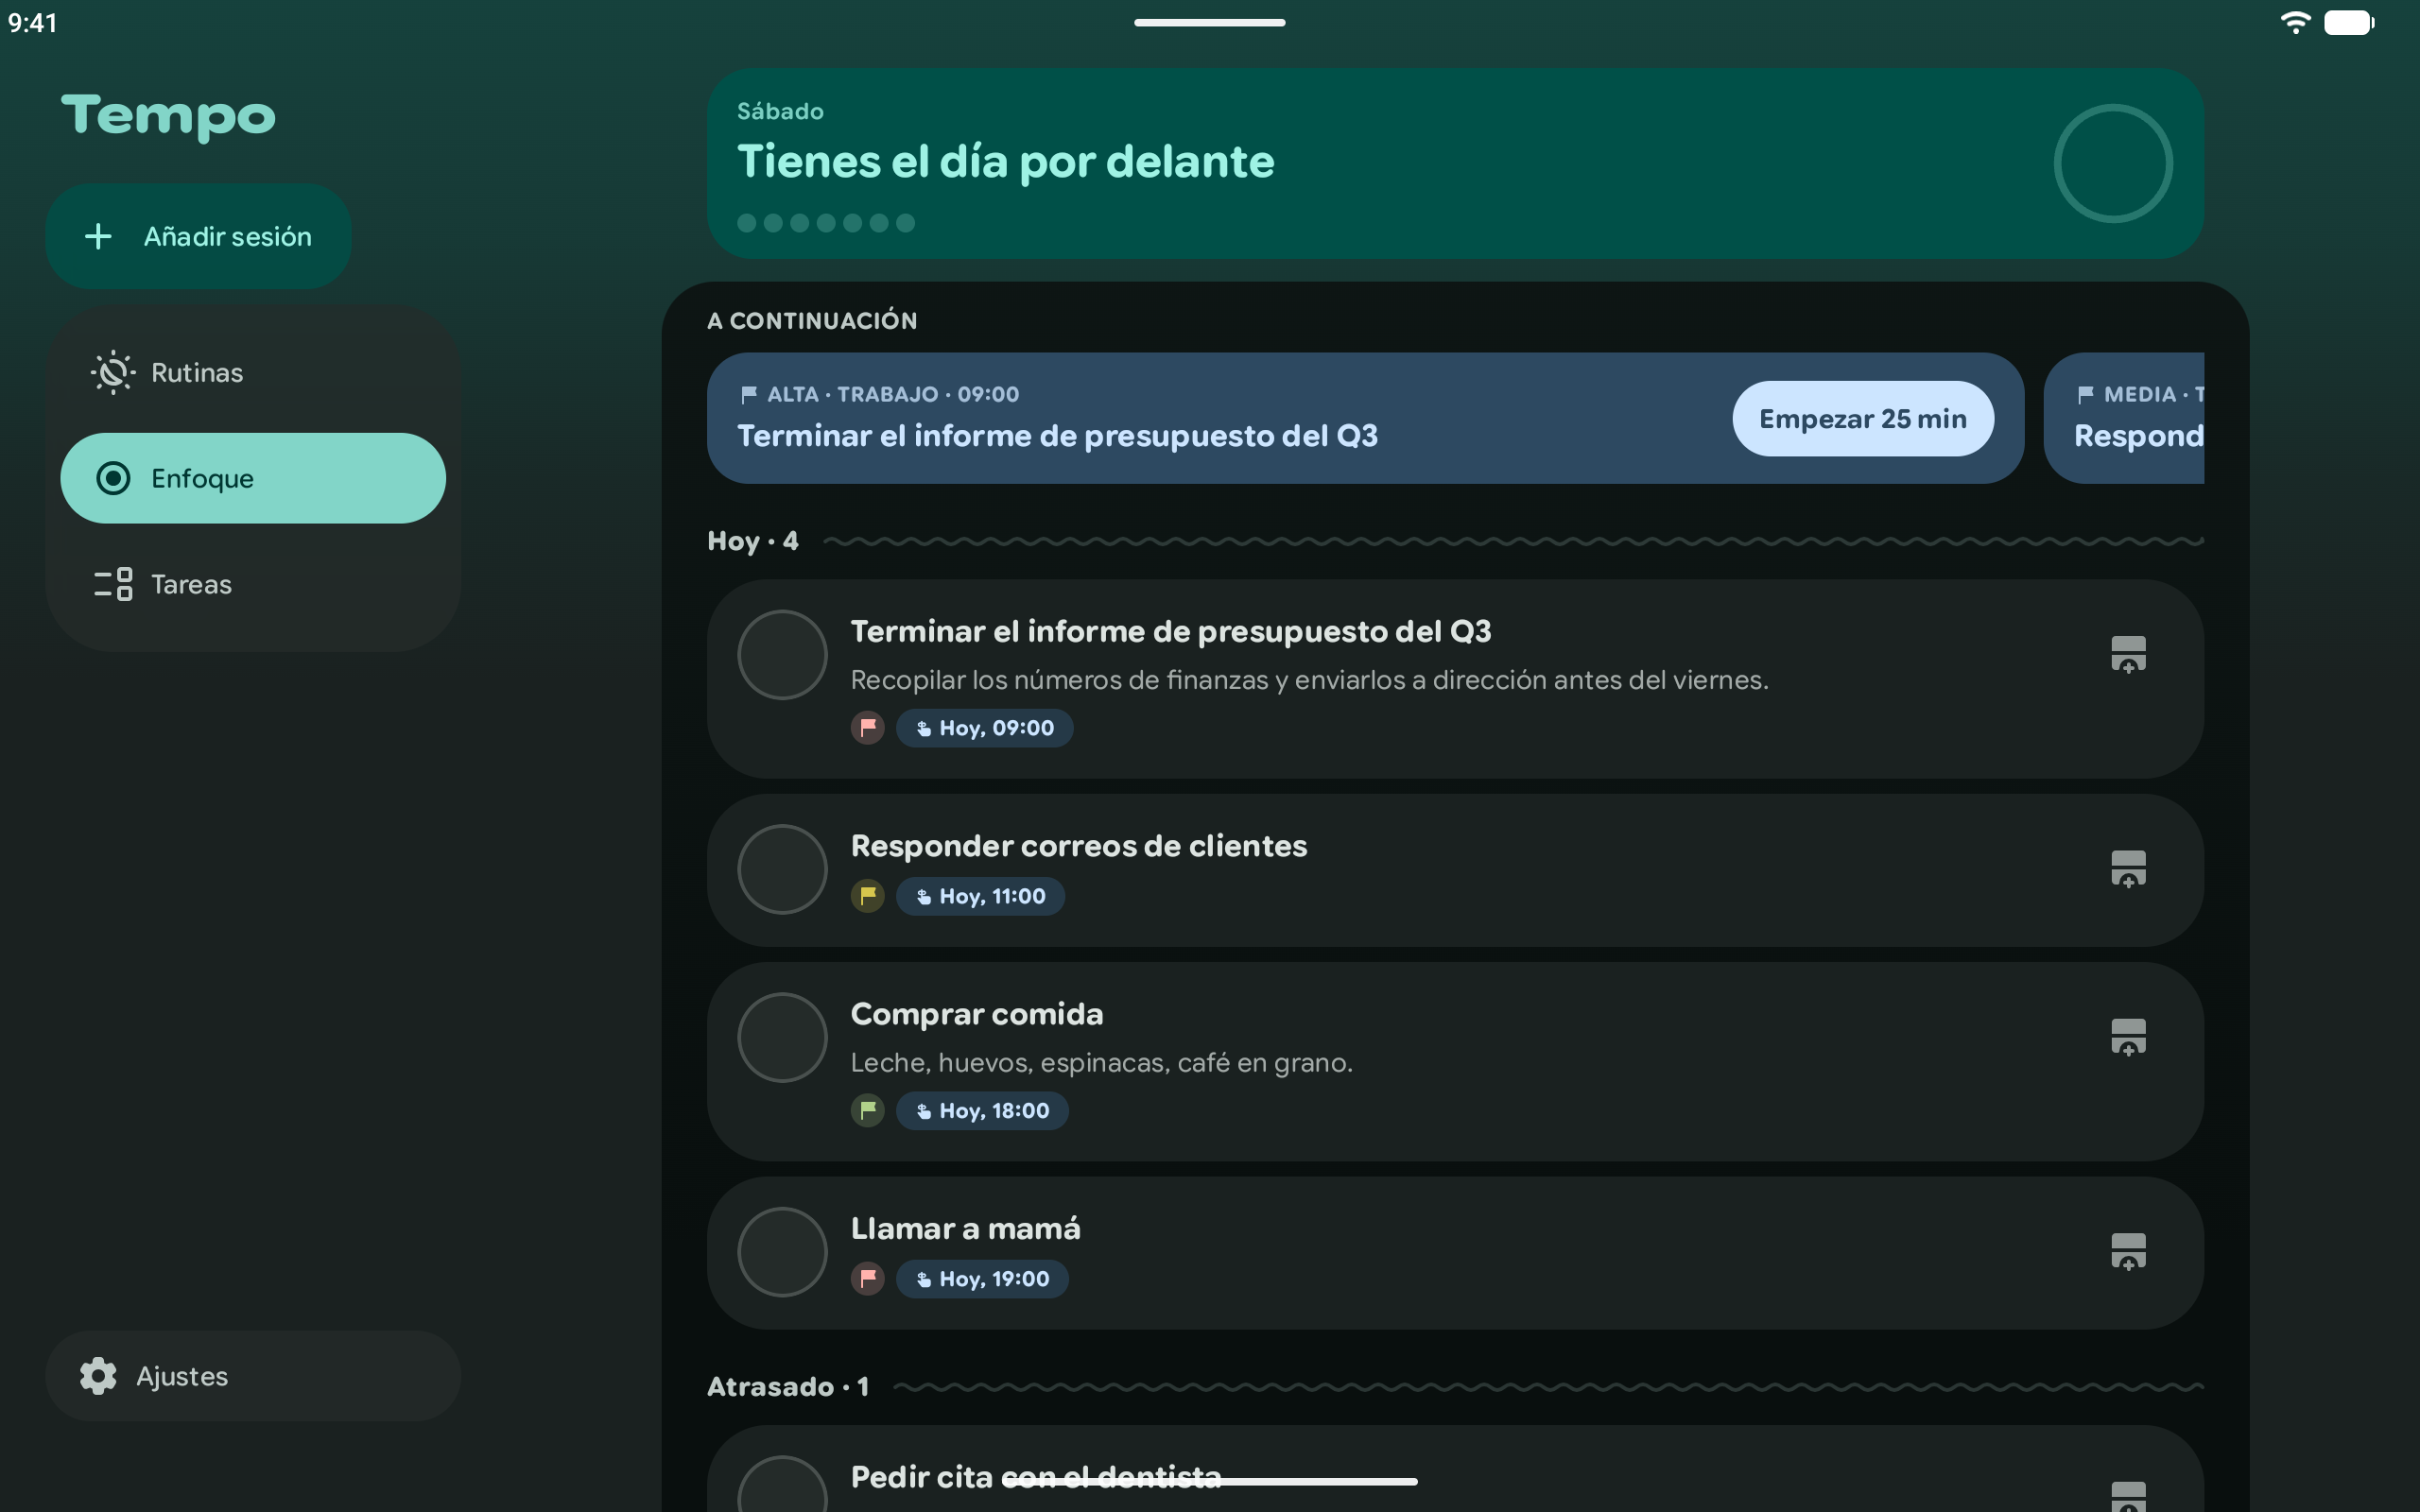 9:41
Tempo
Añadir sesión
Rutinas
Enfoque
Tareas
Ajustes
Sábado
Tienes el día por delante
A CONTINUACIÓN
ALTA · TRABAJO · 09:00
Terminar el informe de presupuesto del Q3
Empezar 25 min
MEDIA · T
Respond
Hoy · 4
Terminar el informe de presupuesto del Q3
Recopilar los números de finanzas y enviarlos a dirección antes del viernes.
Hoy, 09:00
Responder correos de clientes
Hoy, 11:00
Comprar comida
Leche, huevos, espinacas, café en grano.
Hoy, 18:00
Llamar a mamá
Hoy, 19:00
Atrasado · 1
Pedir cita con el dentista